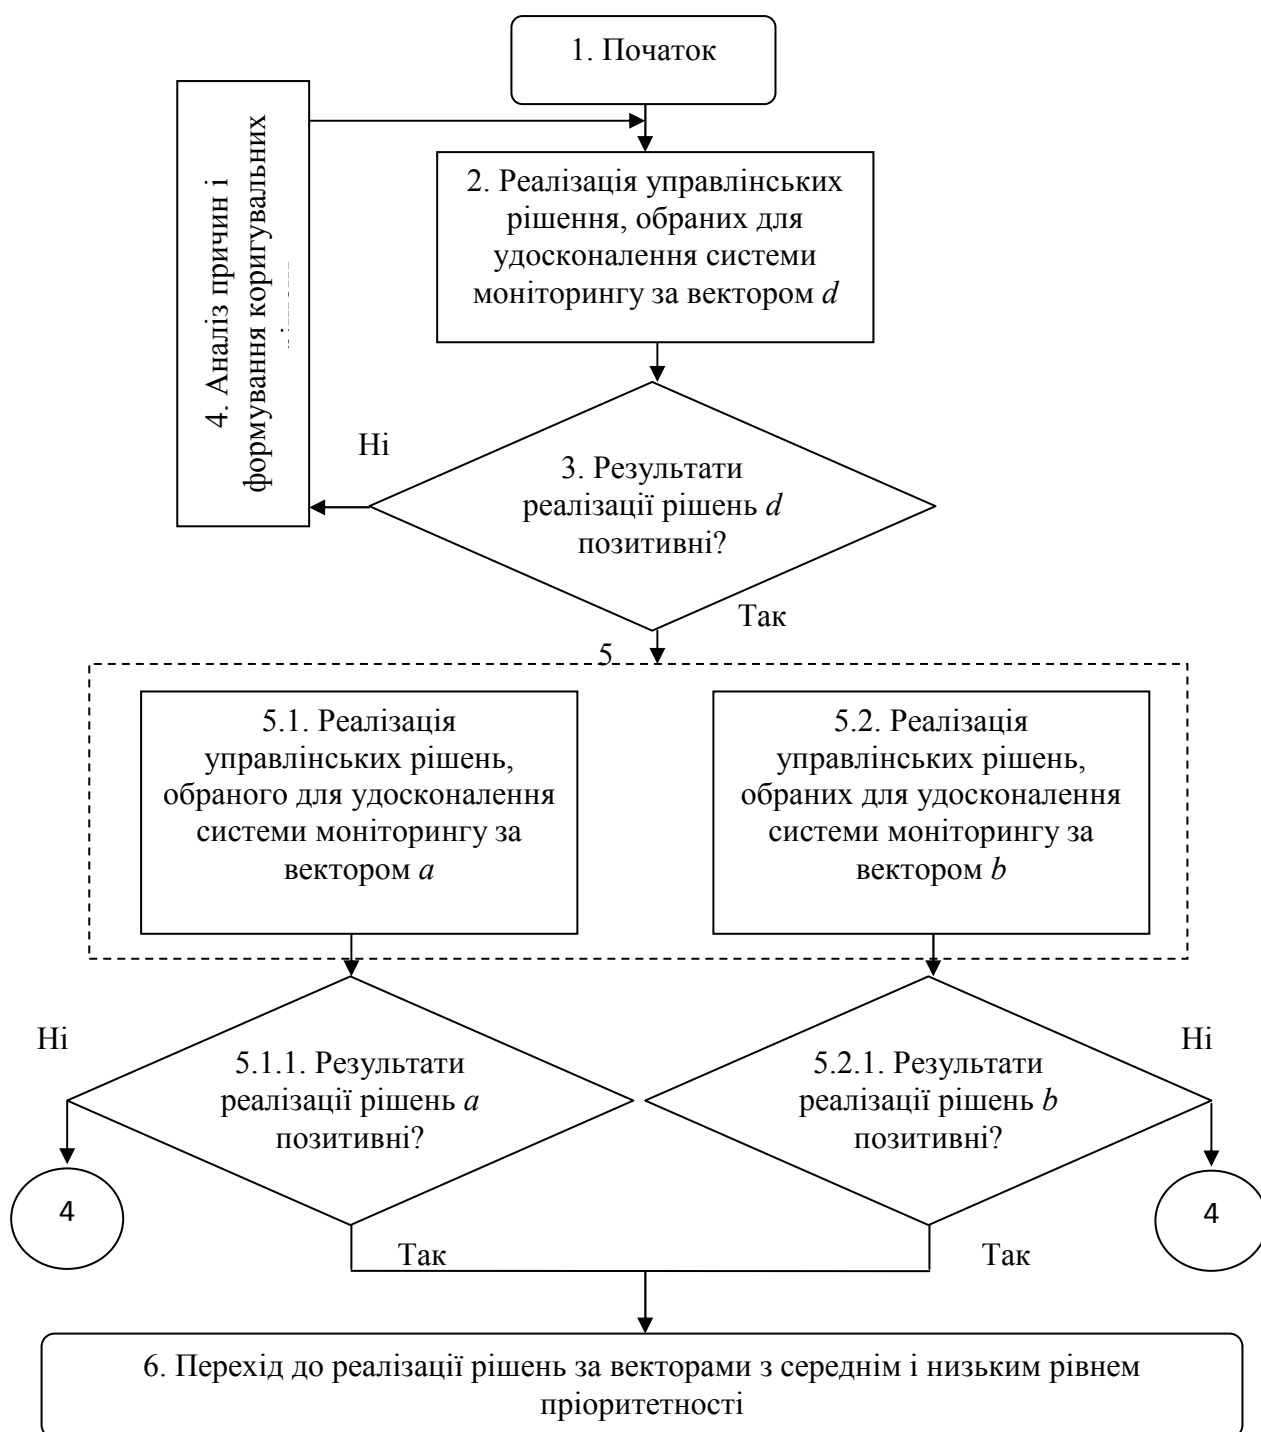 1. Початок
4. Аналіз причин і
формування коригувальних
2. Реалізація управлінських
рішення, обраних для
удосконалення системи
моніторингу за вектором d
Ні
3. Результати
реалізації рішень d
позитивні?
Так
5
5.1. Реалізація
управлінських рішень,
обраного для удосконалення
системи моніторингу за
вектором a
5.2. Реалізація
управлінських рішень,
обраних для удосконалення
системи моніторингу за
вектором b
Ні
5.1.1. Результати
реалізації рішень a
позитивні?
5.2.1. Результати
реалізації рішень b
позитивні?
Ні
4
4
Так
Так
6. Перехід до реалізації рішень за векторами з середнім і низьким рівнем
пріоритетності